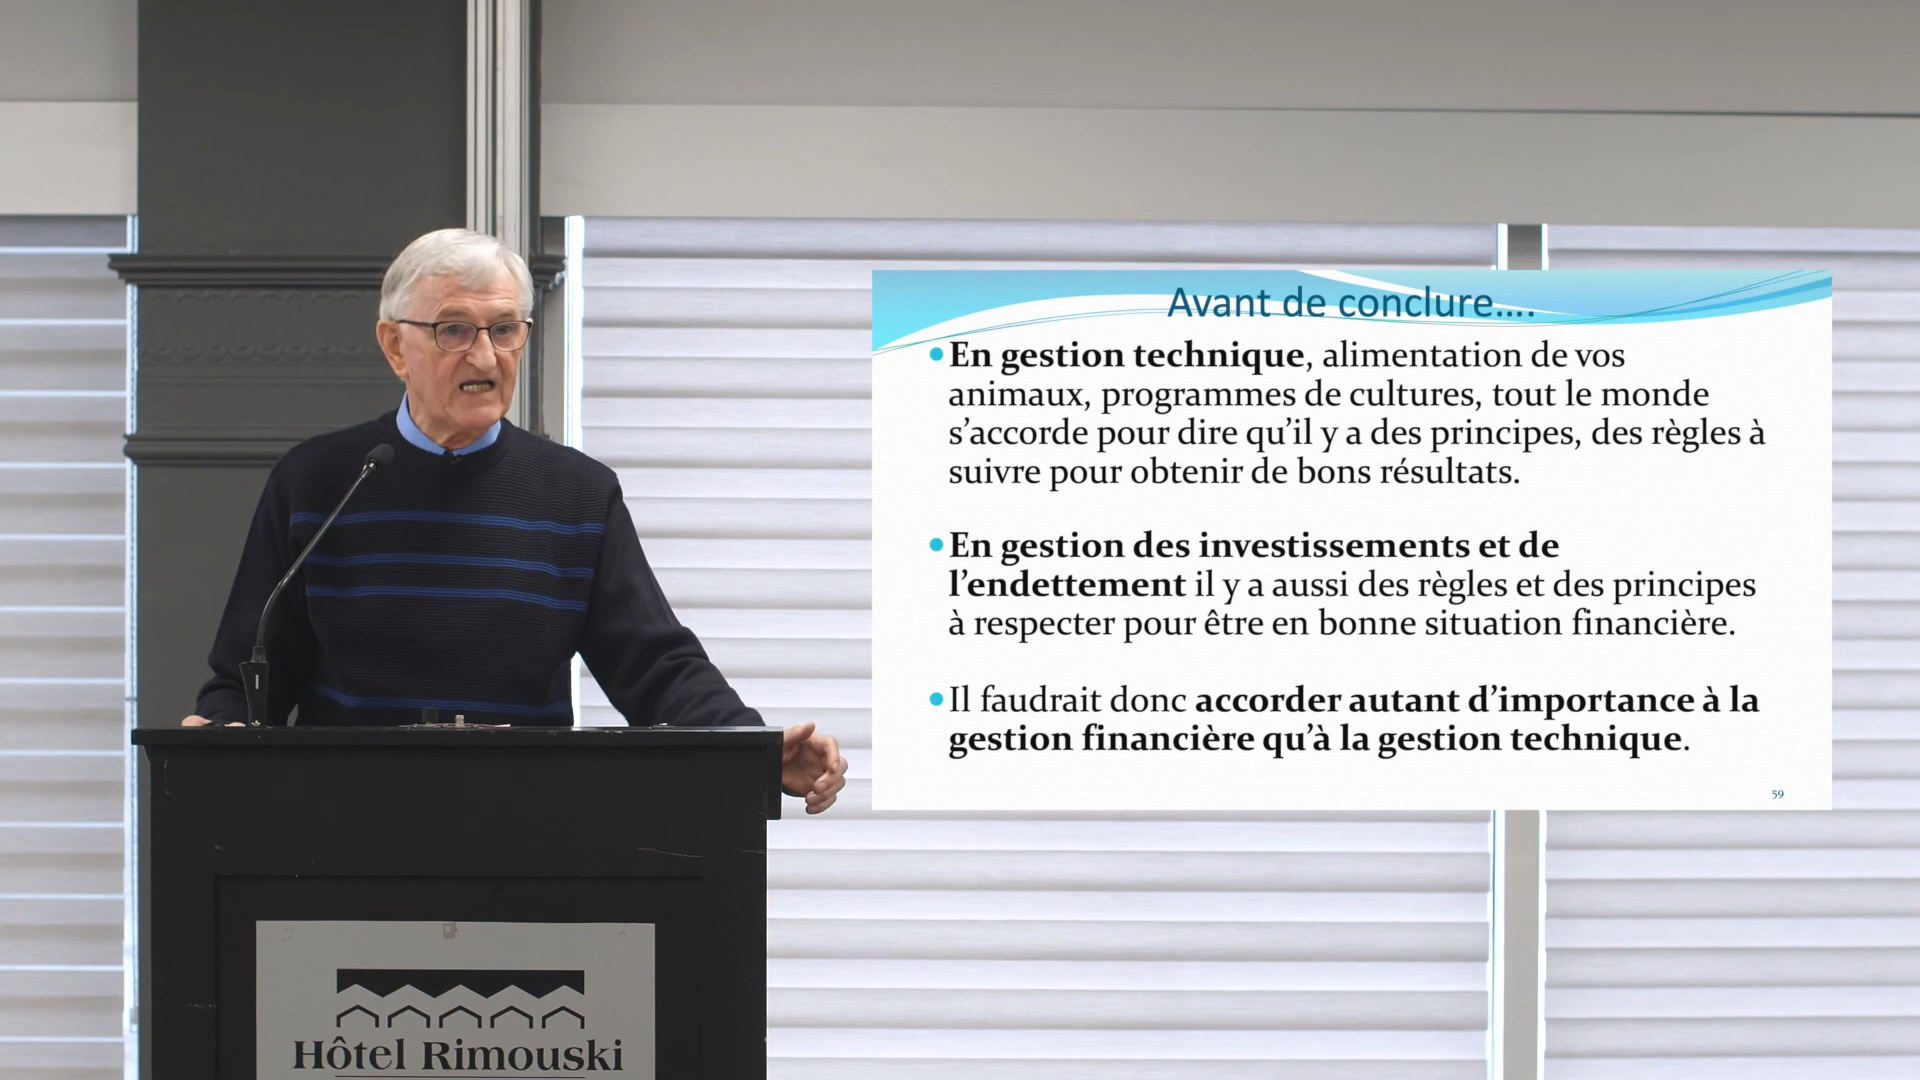 Avant de conclure....
•En gestion technique, alimentation de vos
animaux, programmes de cultures, tout le monde
s’accorde pour dire qu’il y a des principes, des règles à
suivre pour obtenir de bons résultats.
•En gestion des investissements et de
l’endettement il y a aussi des règles et des principes
à respecter pour être en bonne situation financière.
•Il faudrait donc accorder autant d’importance à la
gestion financière qu’à la gestion technique.
59
Hôtel Rimouski